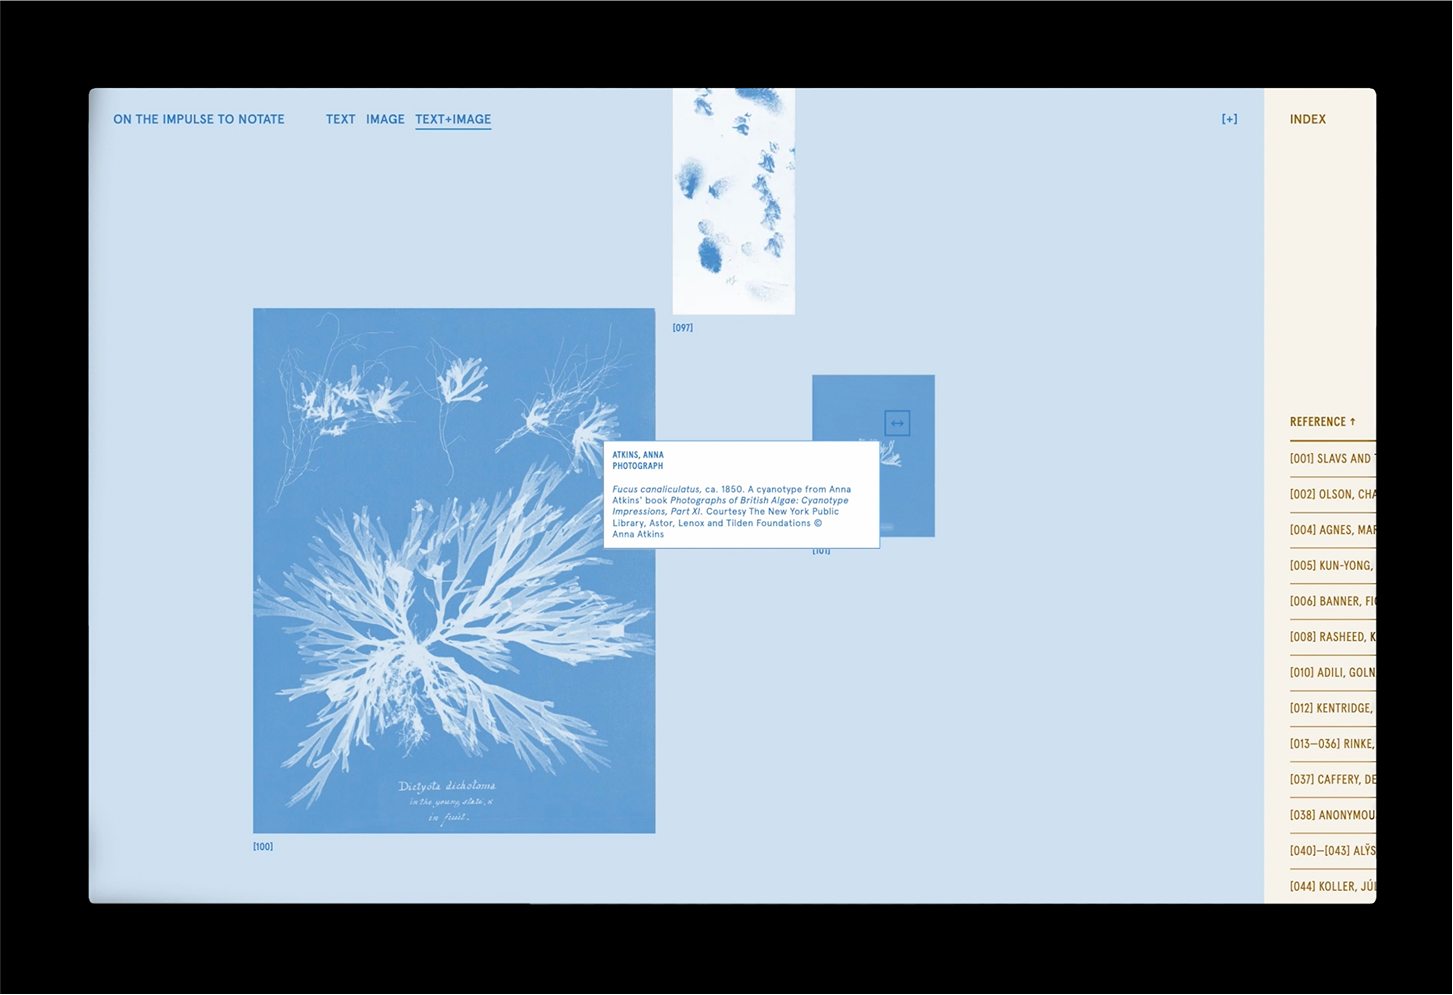 ON THE IMPULSE TO NOTATE TEXT IMAGE TEXT+IMAGE [+] INDEX
[097]
ATKINS, ANNA
PHOTOGRAPH
Fucus canaliculatus, ca. 1850. A cyanotype from Anna
Atkins' book Photographs of British Algae: Cyanotype
Impressions, Part XI. Courtesy The New York Public
Library, Astor, Lenox and Tilden Foundations ©
Anna Atkins
[101]
Dictyota dichotoma
in the young state, &
in fruit.
[100]
REFERENCE ↑
[001] SLAVS AND
[002] OLSON, CHA
[004] AGNES, MAR
[005] KUN-YONG,
[006] BANNER, FIO
[008] RASHEED, K
[010] ADILI, GOLN
[012] KENTRIDGE,
[013—036] RINKE,
[037] CAFFERY, DE
[038] ANONYMOU
[040]—[043] ALÝS
[044] KOLLER, JÚL